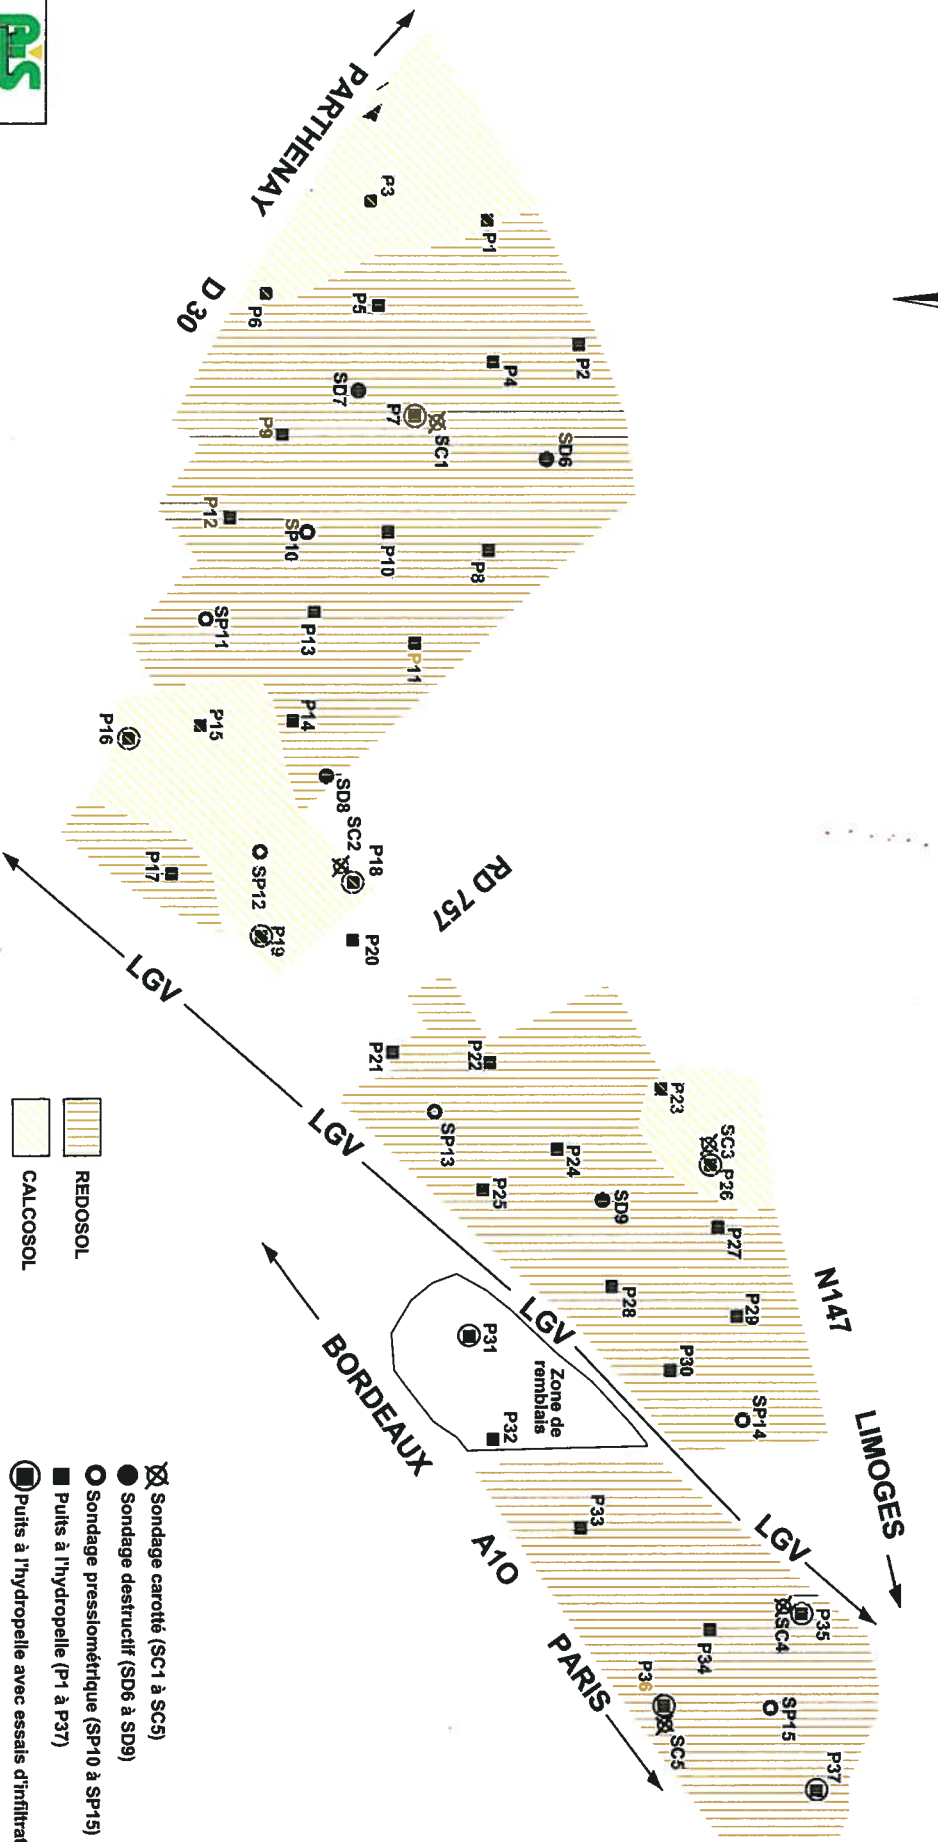 PARTHENAY
D 30
P3
P1
P6
P5
P2
P4
SD7
P7
SC1
SD6
P9
P12
SP10
P10
P8
SP11
P13
P11
P14
P15
P16
SD8
SC2
P18
SP12
P17
P19
P20
RD 757
LGV
P21
P22
P23
SC3
P26
LGV
SP13
P24
P25
SD9
P27
N147
P28
P29
P30
SP14
LGV
P31
Zone de
remblais
P32
BORDEAUX
LIMOGES
P33
A10
LGV
P35
SC4
P34
PARIS
P36
SC5
SP15
P37
REDOSOL
CALCOSOL
Sondage carotté (SC1 à SC5)
Sondage destructif (SD6 à SD9)
Sondage pressiométrique (SP10 à SP15)
Puits à l'hydropelle (P1 à P37)
Puits à l'hydropelle avec essais